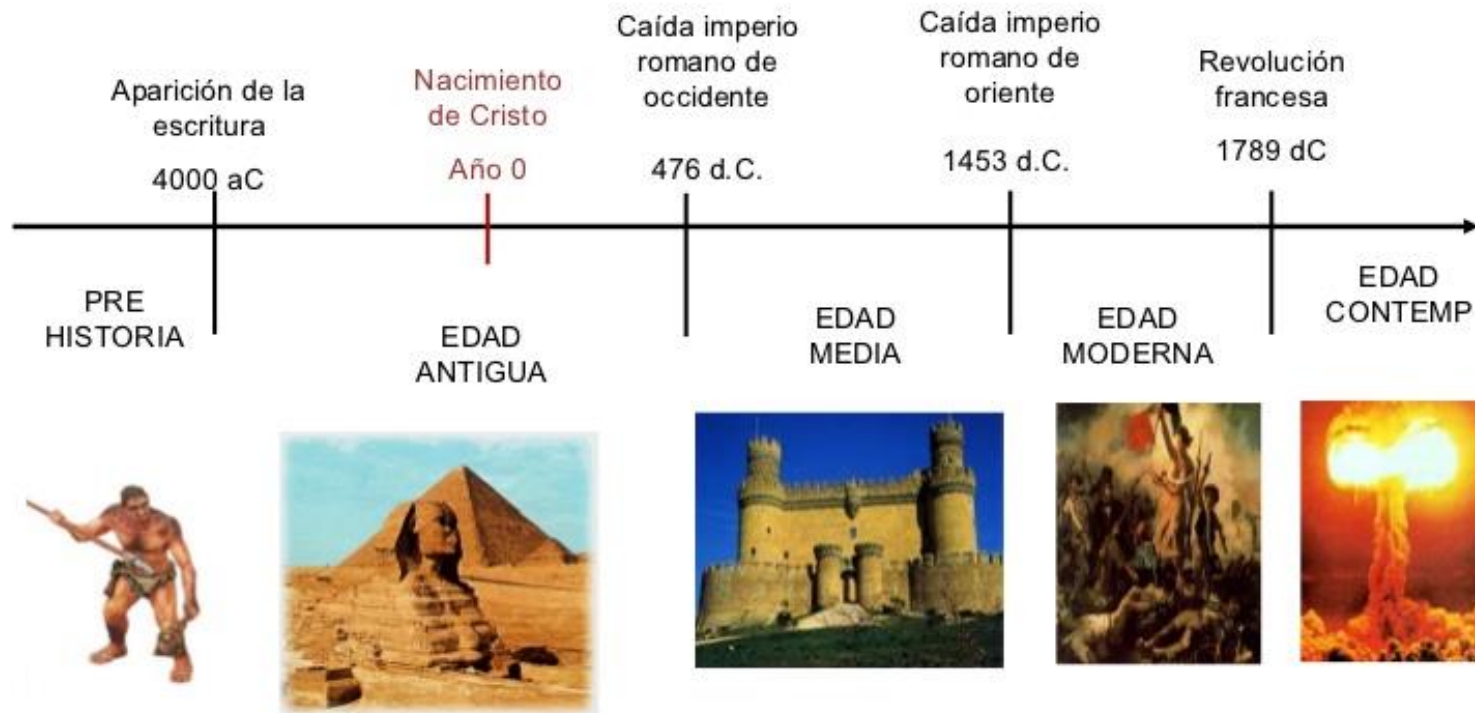 Aparición de la
escritura
4000 aC
Nacimiento
de Cristo
Año 0
Caída imperio
romano de
occidente
476 d.C.
Caída imperio
romano de
oriente
1453 d.C.
Revolución
francesa
1789 dC
PRE
HISTORIA
EDAD
ANTIGUA
EDAD
MEDIA
EDAD
MODERNA
EDAD
CONTEMP